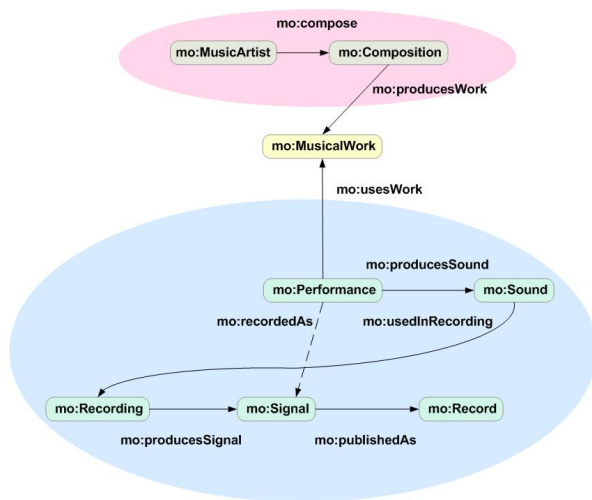 mo:compose
mo:MusicArtist
mo:Composition
mo:producesWork
mo:MusicalWork
mo:usesWork
mo:producesSound
mo:Performance
mo:Sound
mo:recordedAs
mo:usedInRecording
mo:Recording
mo:Signal
mo:Record
mo:producesSignal
mo:publishedAs